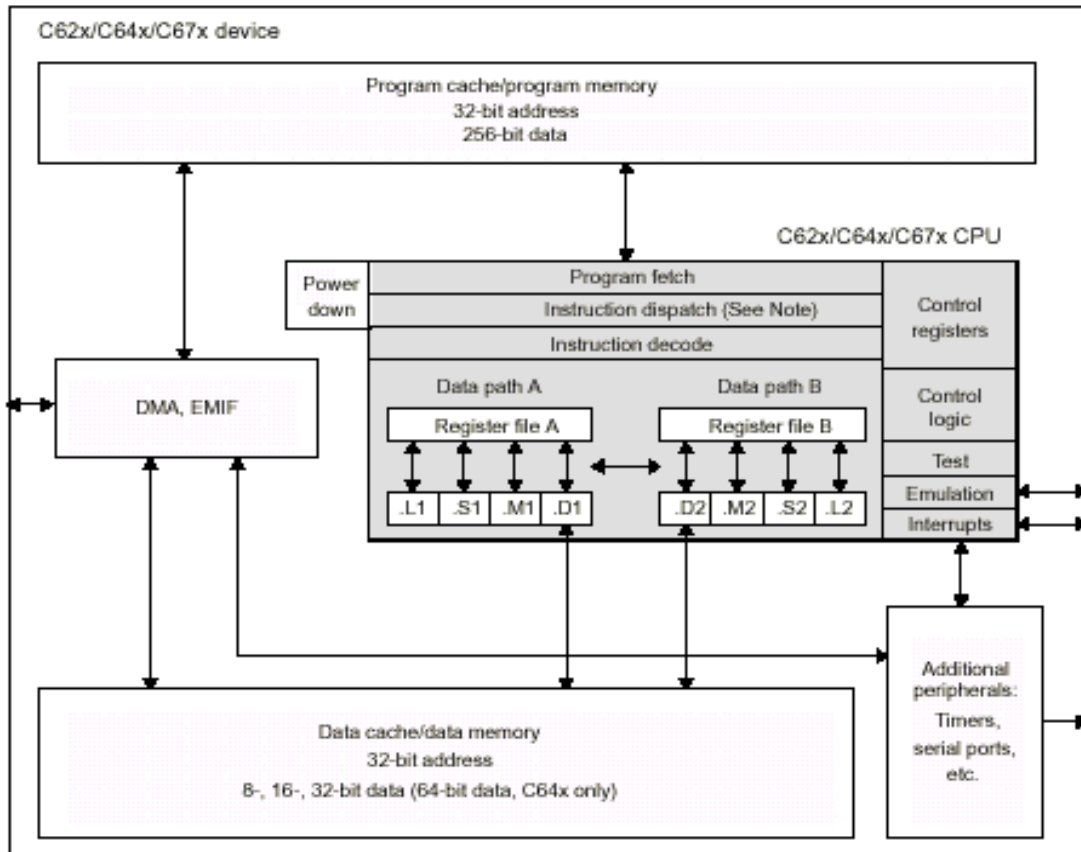 C62x/C64x/C67x device
Program cache/program memory
32-bit address
256-bit data
C62x/C64x/C67x CPU
Power
down
Program fetch
Instruction dispatch (See Note)
Instruction decode
Control
registers
DMA, EMIF
Data path A
Register file A
.L1 .S1 .M1 .D1
Data path B
Register file B
.D2 .M2 .S2 .L2
Control
logic
Test
Emulation
Interrupts
Data cache/data memory
32-bit address
8-, 16-, 32-bit data (64-bit data, C64x only)
Additional
peripherals:
Timers,
serial ports,
etc.